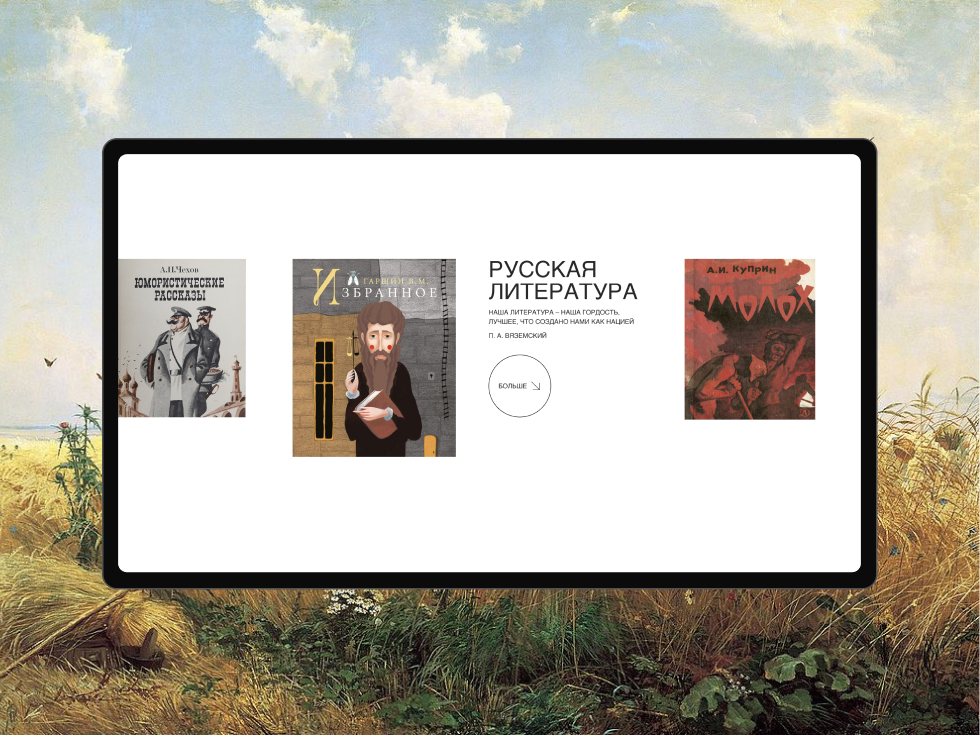 А.П.Чехов
ЮМОРИСТИЧЕСКИЕ
РАССКАЗЫ
ГАРШИН В.М.
ИЗБРАННОЕ
РУССКАЯ
ЛИТЕРАТУРА
НАША ЛИТЕРАТУРА – НАША ГОРДОСТЬ,
ЛУЧШЕЕ, ЧТО СОЗДАНО НАМИ КАК НАЦИЕЙ
П. А. ВЯЗЕМСКИЙ
БОЛЬШЕ
А.И. КУПРИН
МОЛОХ